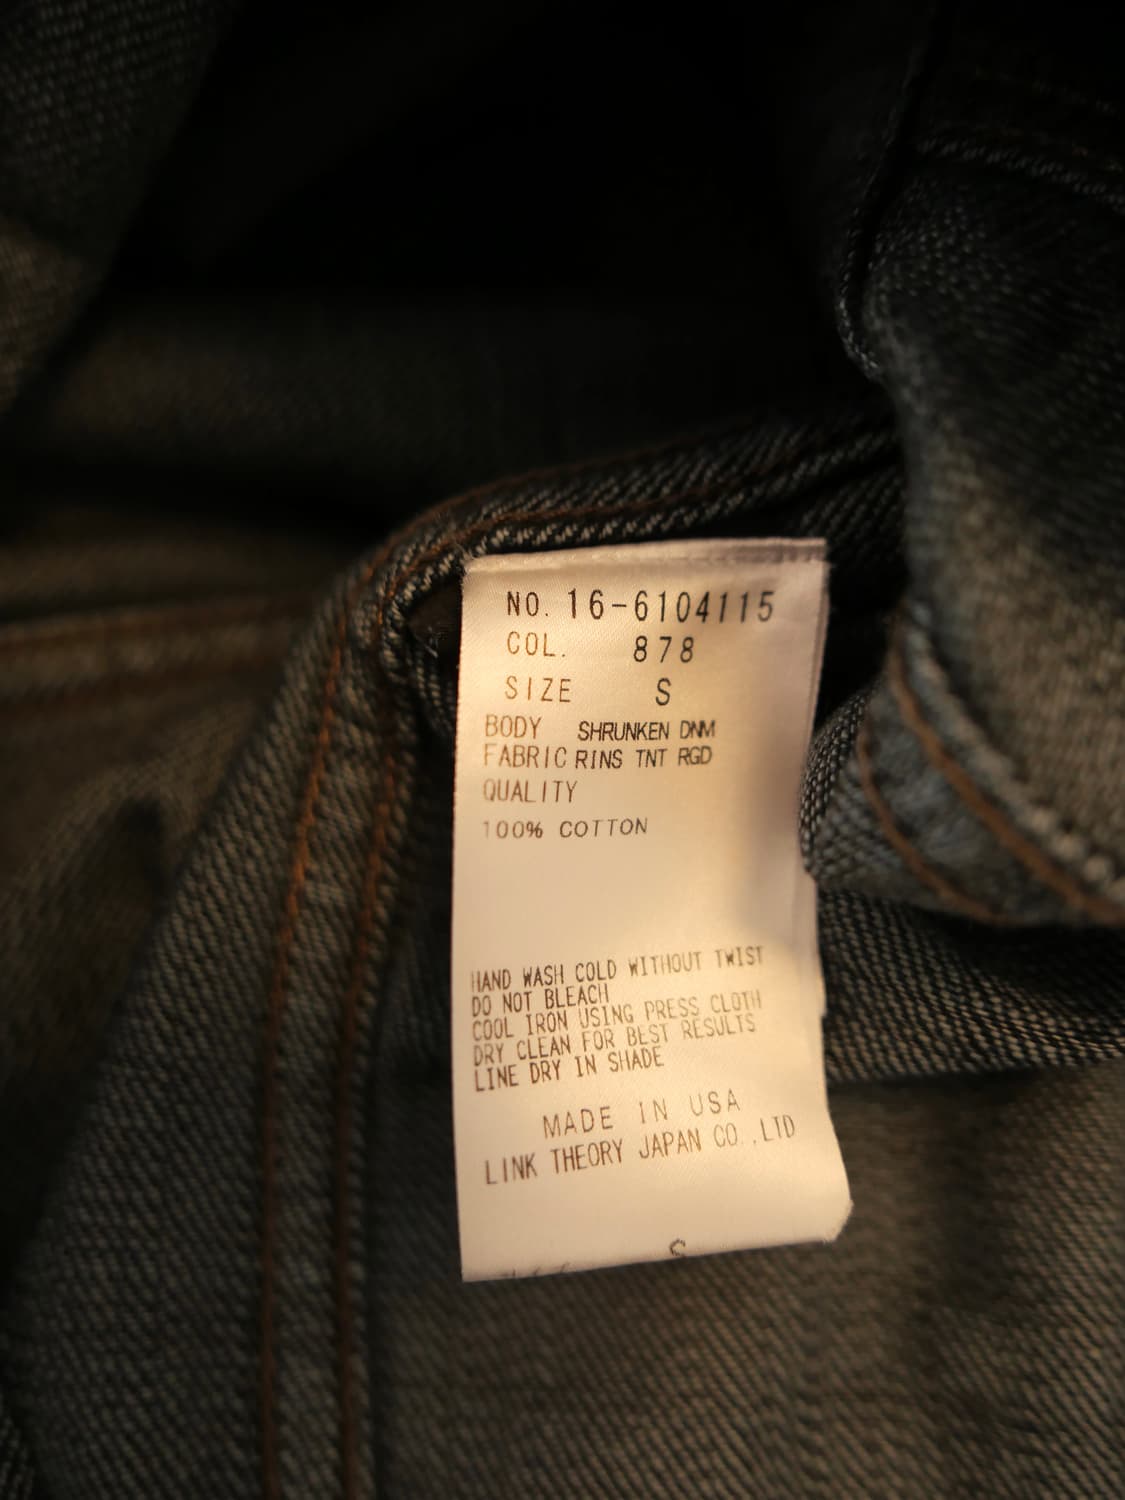 NO. 16-6104115
COL. 878
SIZE S
BODY SHRUNKEN DNM
FABRIC RINS TNT RGD
QUALITY
100% COTTON
HAND WASH COLD WITHOUT TWIST
DO NOT BLEACH
COOL IRON USING PRESS CLOTH
DRY CLEAN FOR BEST RESULTS
LINE DRY IN SHADE
MADE IN USA
LINK THEORY JAPAN CO.,LTD
S